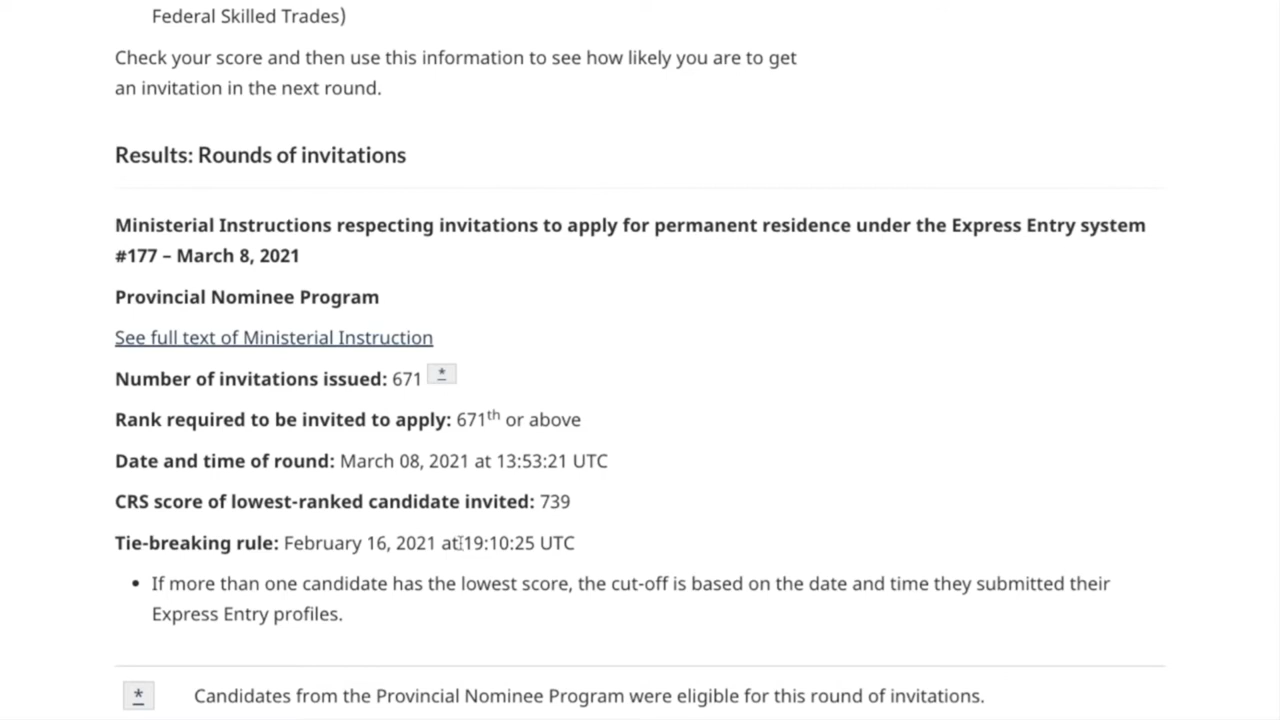 Federal Skilled Trades)
Check your score and then use this information to see how likely you are to get
an invitation in the next round.
Results: Rounds of invitations
Ministerial Instructions respecting invitations to apply for permanent residence under the Express Entry system
#177 – March 8, 2021
Provincial Nominee Program
See full text of Ministerial Instruction
Number of invitations issued: 671 *
Rank required to be invited to apply: 671th or above
Date and time of round: March 08, 2021 at 13:53:21 UTC
CRS score of lowest-ranked candidate invited: 739
Tie-breaking rule: February 16, 2021 at 19:10:25 UTC
• If more than one candidate has the lowest score, the cut-off is based on the date and time they submitted their
Express Entry profiles.
* Candidates from the Provincial Nominee Program were eligible for this round of invitations.